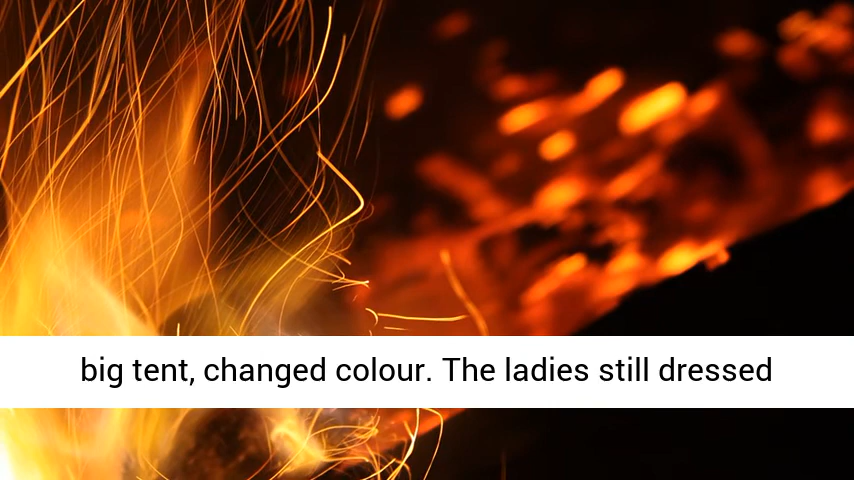 big tent, changed colour. The ladies still dressed